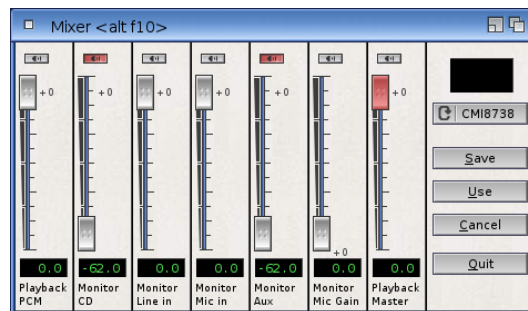 Mixer <alt f10>
+ 0
+ 0
+ 0
+ 0
+ 0
+ 0
+ 0
0.0
-62.0
0.0
0.0
-62.0
0.0
0.0
Playback
PCM
Monitor
CD
Monitor
Line in
Monitor
Mic in
Monitor
Aux
Monitor
Mic Gain
Playback
Master
CMI8738
Save
Use
Cancel
Quit